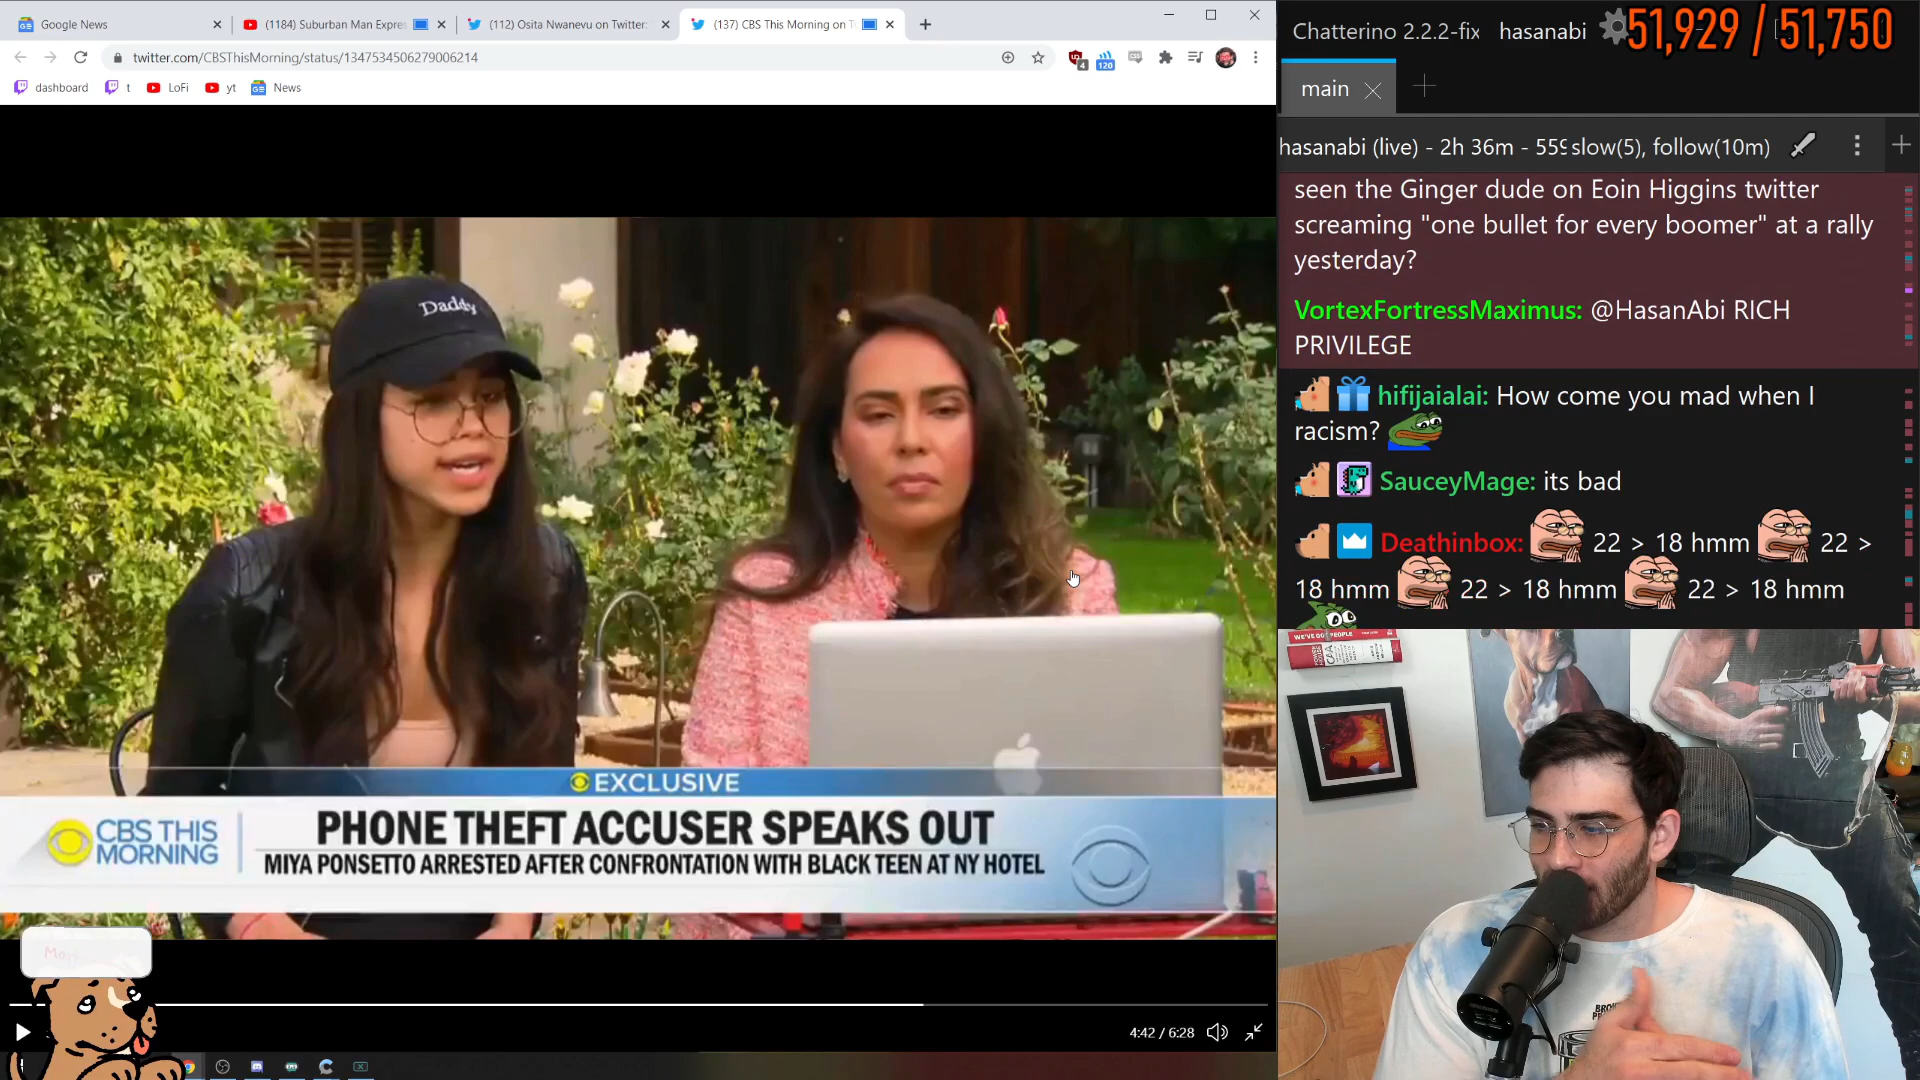 Google News
(1184) Suburban Man Expres
(112) Osita Nwanevu on Twitter:
(137) CBS This Morning on T
twitter.com/CBSThisMorning/status/1347534506279006214
4
120
dashboard
t
LoFi
yt
News
Daddy
EXCLUSIVE
CBS THIS MORNING
PHONE THEFT ACCUSER SPEAKS OUT
MIYA PONSETTO ARRESTED AFTER CONFRONTATION WITH BLACK TEEN AT NY HOTEL
4:42 / 6:28
Chatterino 2.2.2-fix
hasanabi
51,929 / 51,750
main
hasanabi (live) - 2h 36m - 559
slow(5), follow(10m)
seen the Ginger dude on Eoin Higgins twitter
screaming "one bullet for every boomer" at a rally
yesterday?
VortexFortressMaximus: @HasanAbi RICH
PRIVILEGE
hifijaialai: How come you mad when I
racism?
SauceyMage: its bad
Deathinbox: 22 > 18 hmm 22 >
18 hmm 22 > 18 hmm 22 > 18 hmm